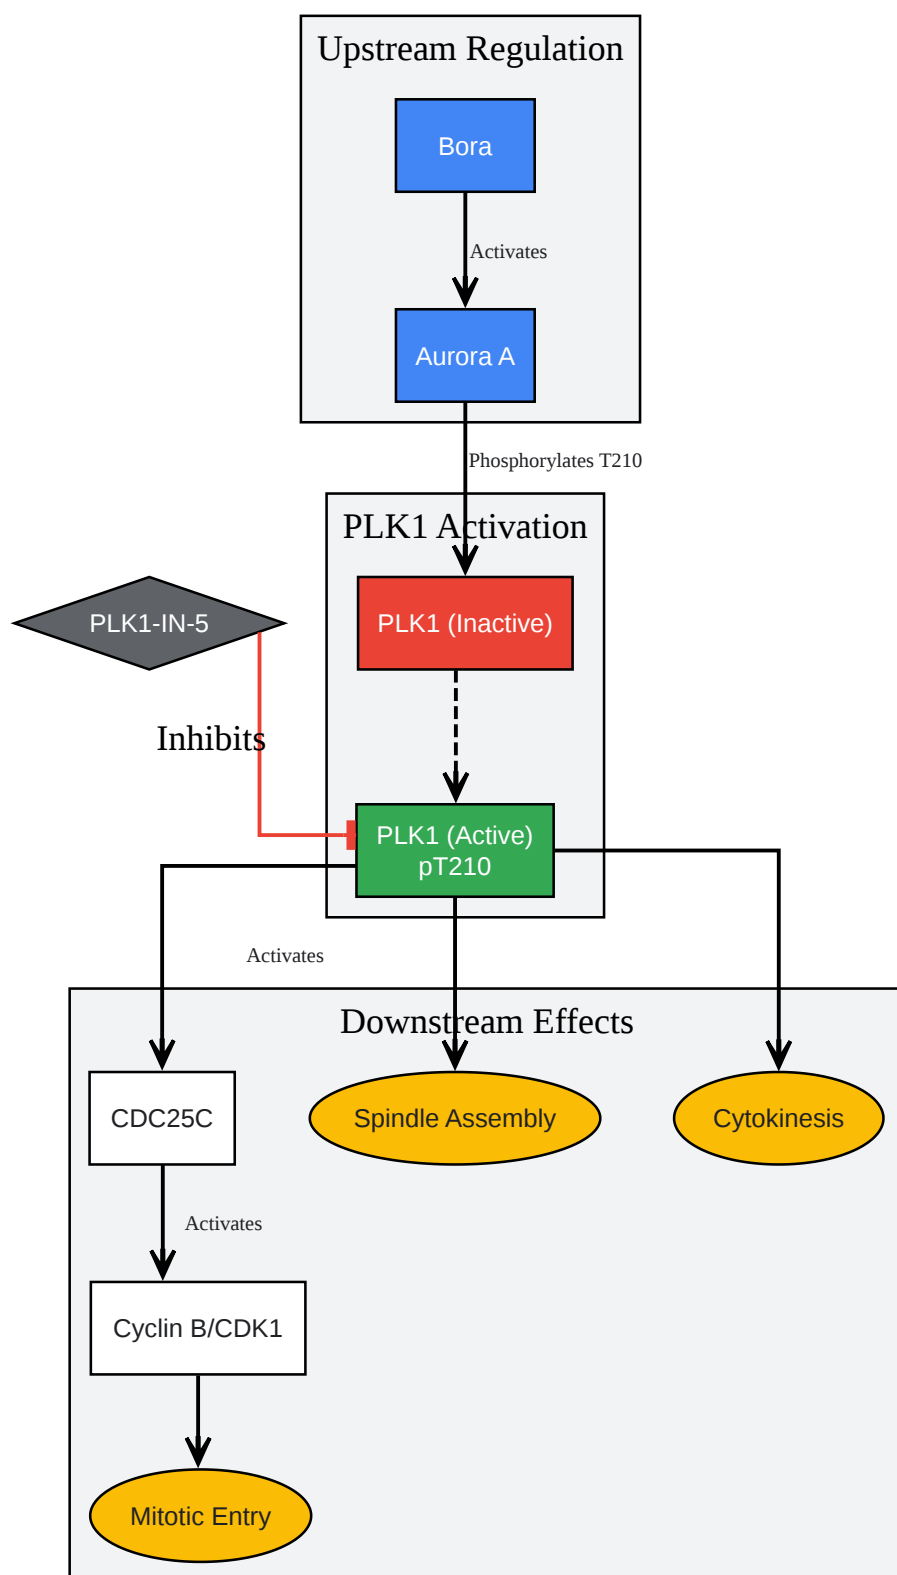 Upstream Regulation
Bora
Activates
Aurora A
Phosphorylates T210
PLK1 Activation
PLK1-IN-5
PLK1 (Inactive)
Inhibits
PLK1 (Active)
pT210
Activates
Downstream Effects
CDC25C
Spindle Assembly
Cytokinesis
Activates
Cyclin B/CDK1
Mitotic Entry